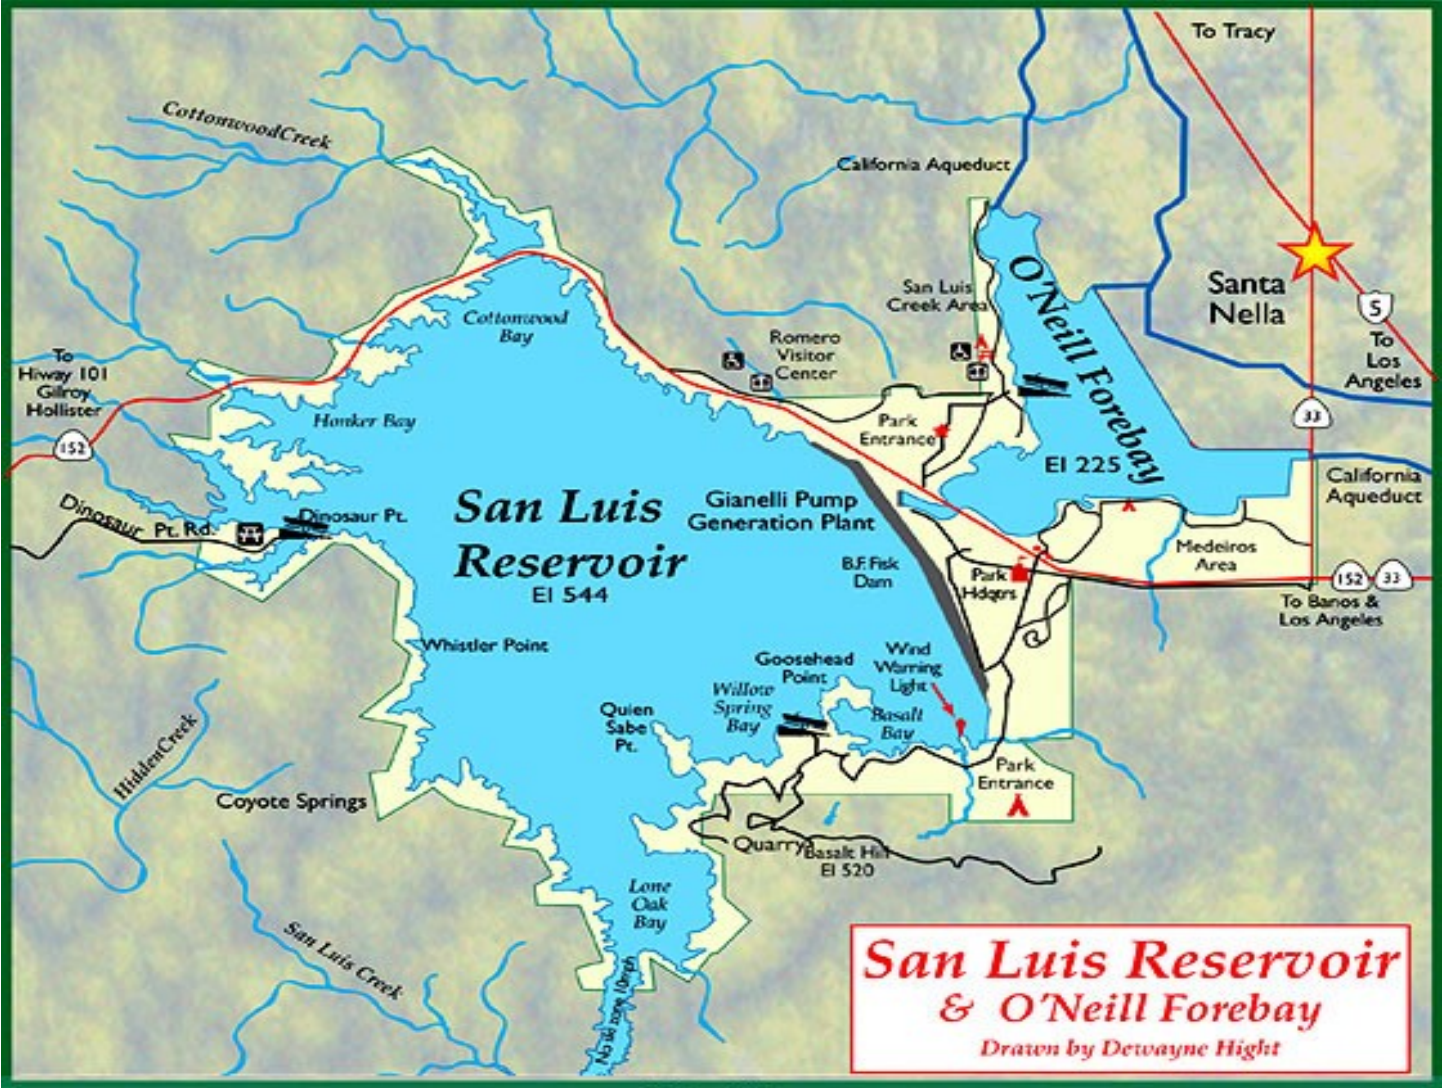 To Tracy
CottonwoodCreek
California Aqueduct
Santa
Nella
5
To
Los
Angeles
San Luis
Creek Area
O'Neill Forebay
El 225
Cottonwood
Bay
Romero
Visitor
Center
To
Hiway 101
Gilroy
Hollister
152
Honker Bay
Park
Entrance
33
California
Aqueduct
San Luis
Reservoir
El 544
Gianelli Pump
Generation Plant
Dinosaur Pt. Rd.
Dinosaur Pt.
B.F. Fisk
Dam
Park
Hdqtrs
Medeiros
Area
152
33
To Banos &
Los Angeles
Whistler Point
Goosehead
Point
Wind
Warning
Light
Willow
Spring
Bay
Basalt
Bay
Quien
Sabe
Pt.
HiddenCreek
Coyote Springs
Park
Entrance
Quarry
Basalt Hill
El 520
Lone
Oak
Bay
San Luis Creek
No ski zone 10mph
San Luis Reservoir
& O'Neill Forebay
Drawn by Dewayne Hight